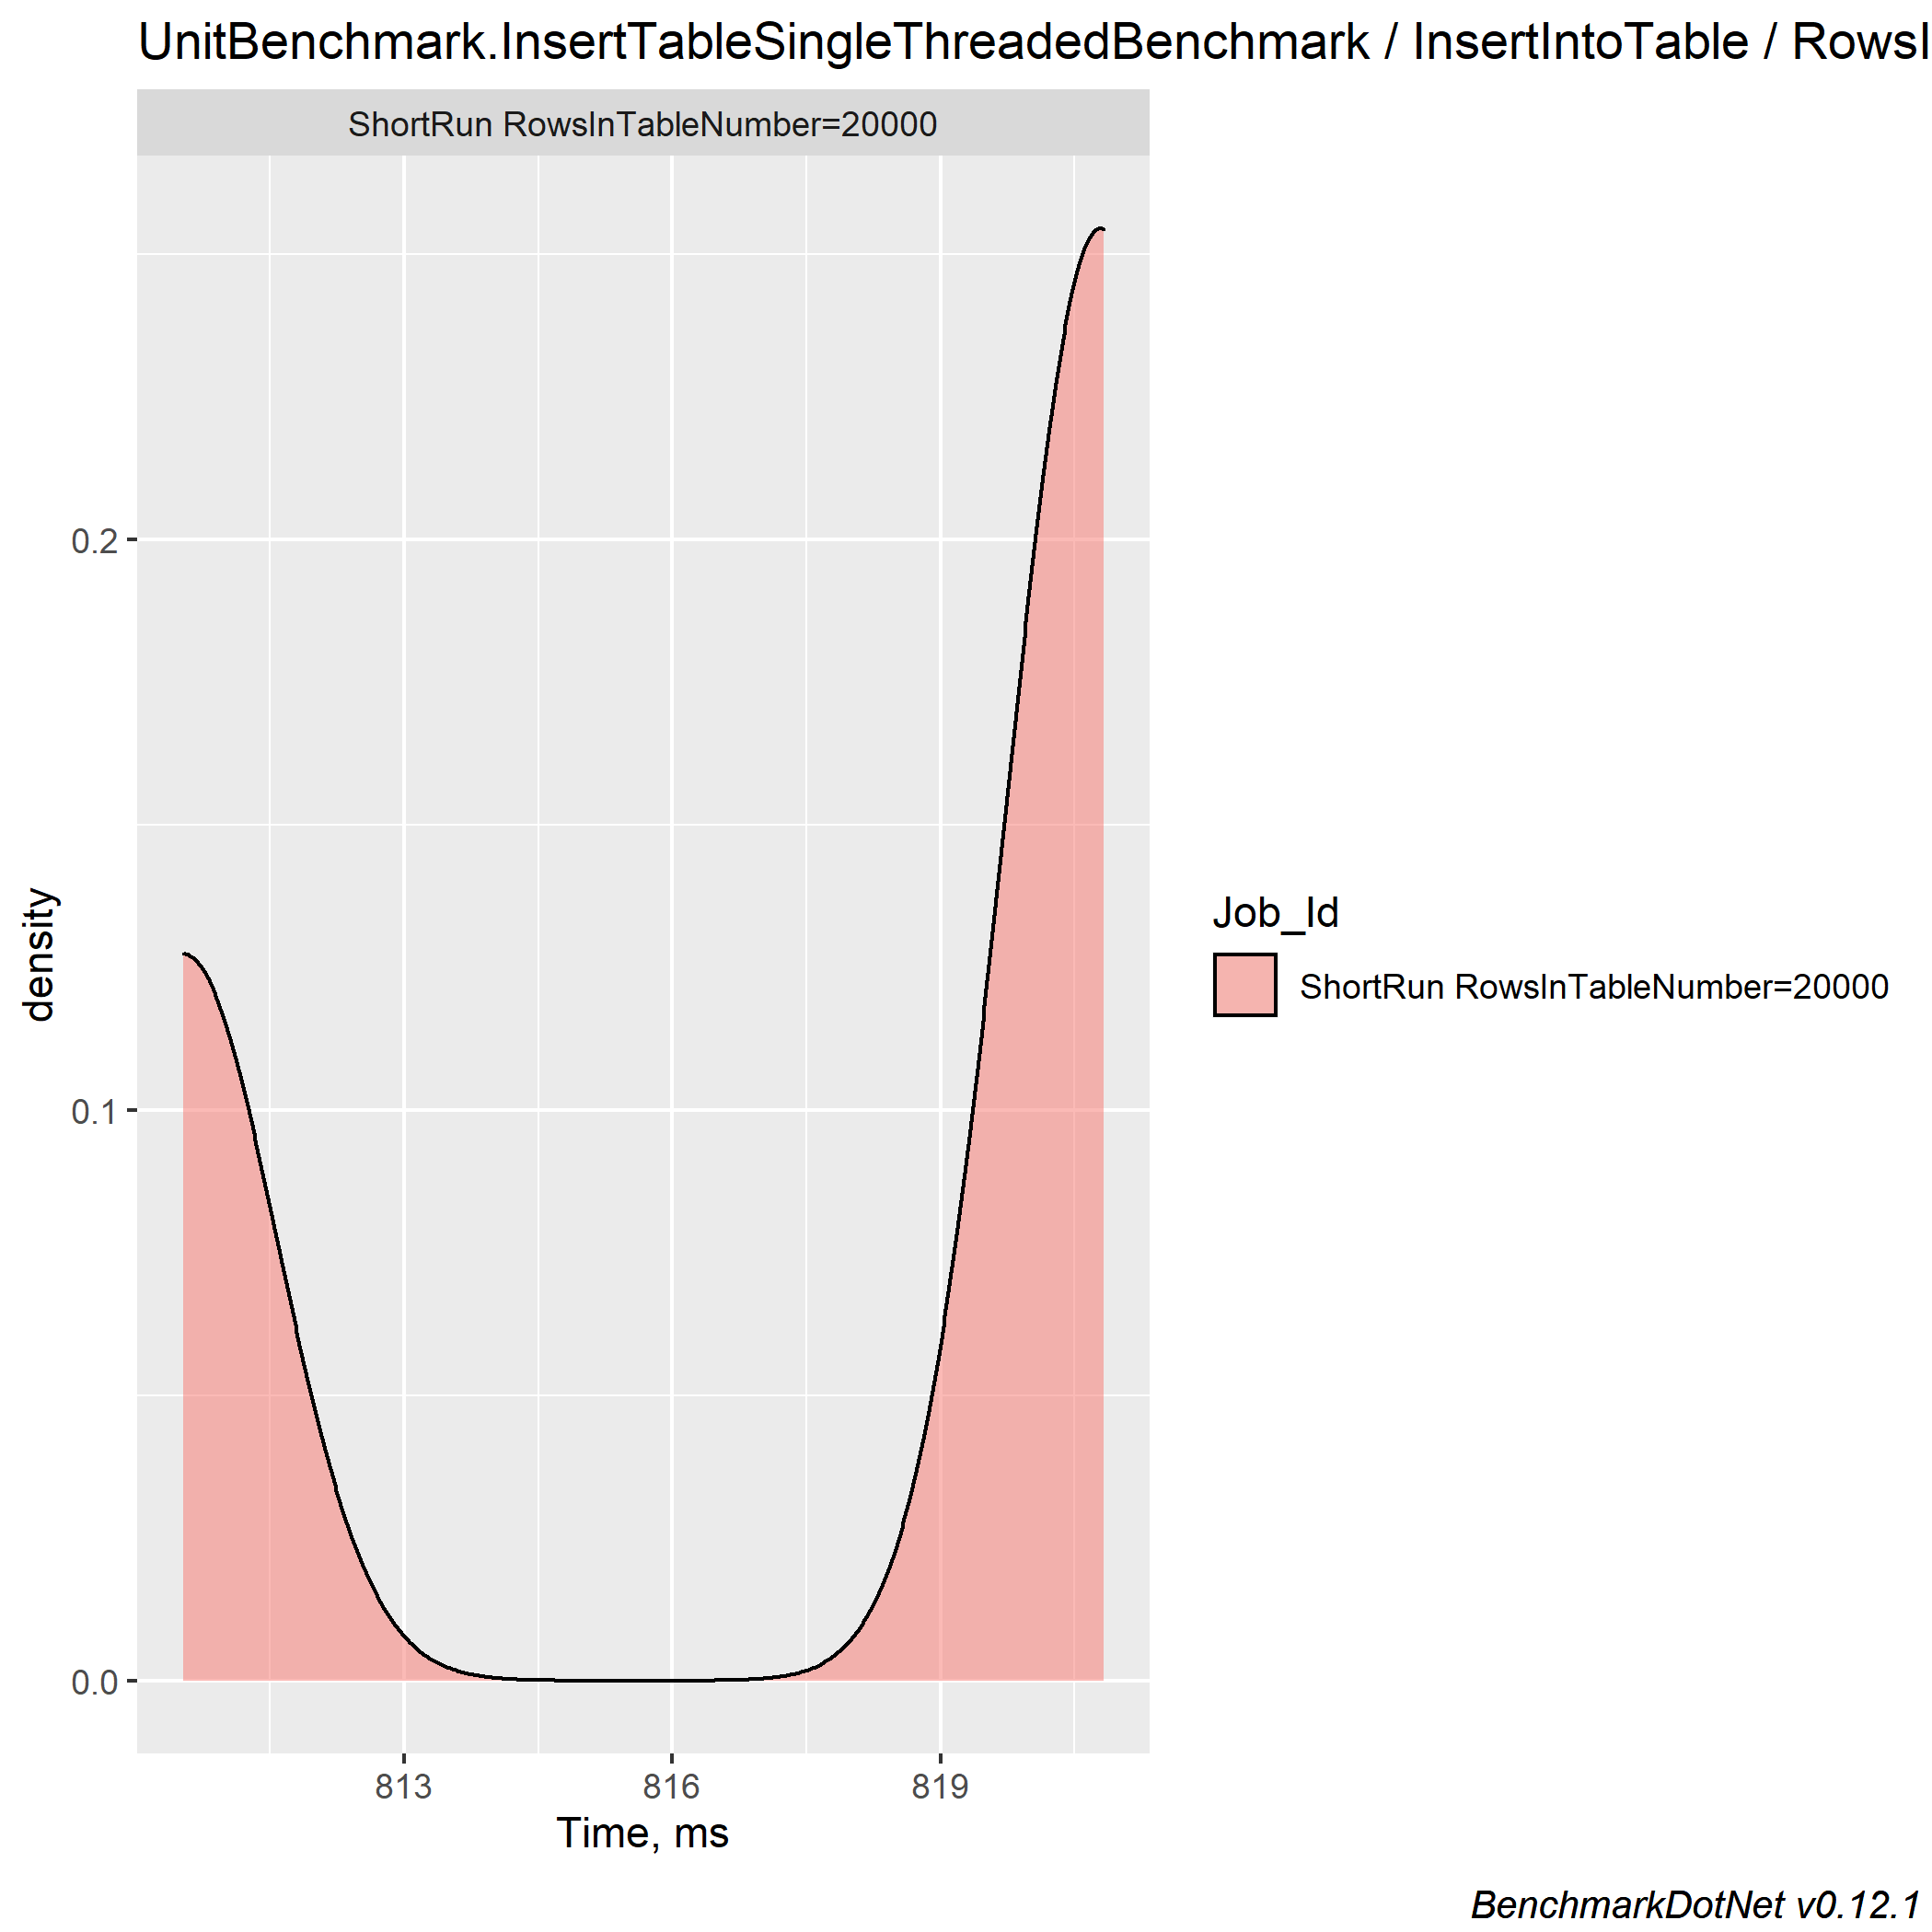 UnitBenchmark.InsertTableSingleThreadedBenchmark / InsertIntoTable / RowsI
ShortRun RowsInTableNumber=20000
0.2
0.1
0.0
density
813 816 819
Time, ms
Job_Id
ShortRun RowsInTableNumber=20000
BenchmarkDotNet v0.12.1